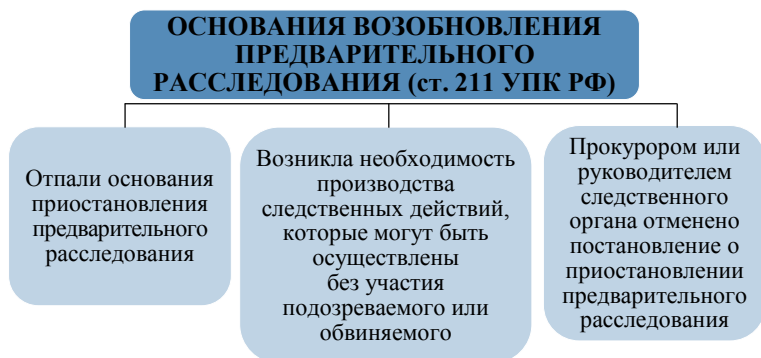 ОСНОВАНИЯ ВОЗОБНОВЛЕНИЯ
ПРЕДВАРИТЕЛЬНОГО
РАССЛЕДОВАНИЯ (ст. 211 УПК РФ)
Отпали основания
приостановления
предварительного
расследования
Возникла необходимость
производства
следственных действий,
которые могут быть
осуществлены
без участия
подозреваемого или
обвиняемого
Прокурором или
руководителем
следственного
органа отменено
постановление о
приостановлении
предварительного
расследования